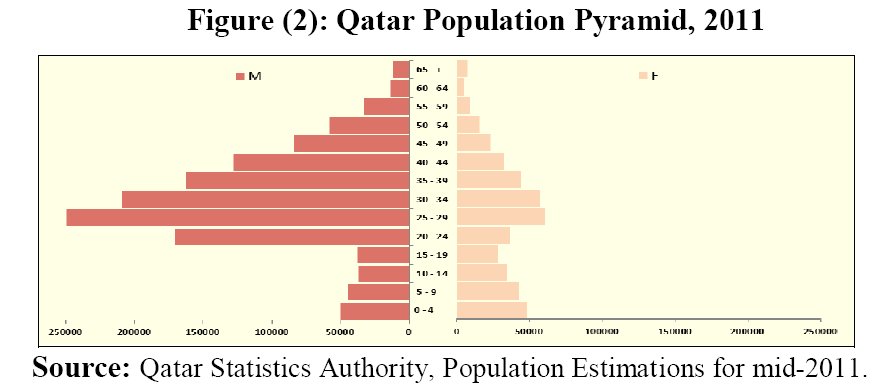 Figure (2): Qatar Population Pyramid, 2011
M
F
65 +
60 - 64
55 - 59
50 - 54
45 - 49
40 - 44
35 - 39
30 - 34
25 - 29
20 - 24
15 - 19
10 - 14
5 - 9
0 - 4
250000 200000 150000 100000 50000 0
0 50000 100000 150000 200000 250000
Source: Qatar Statistics Authority, Population Estimations for mid-2011.